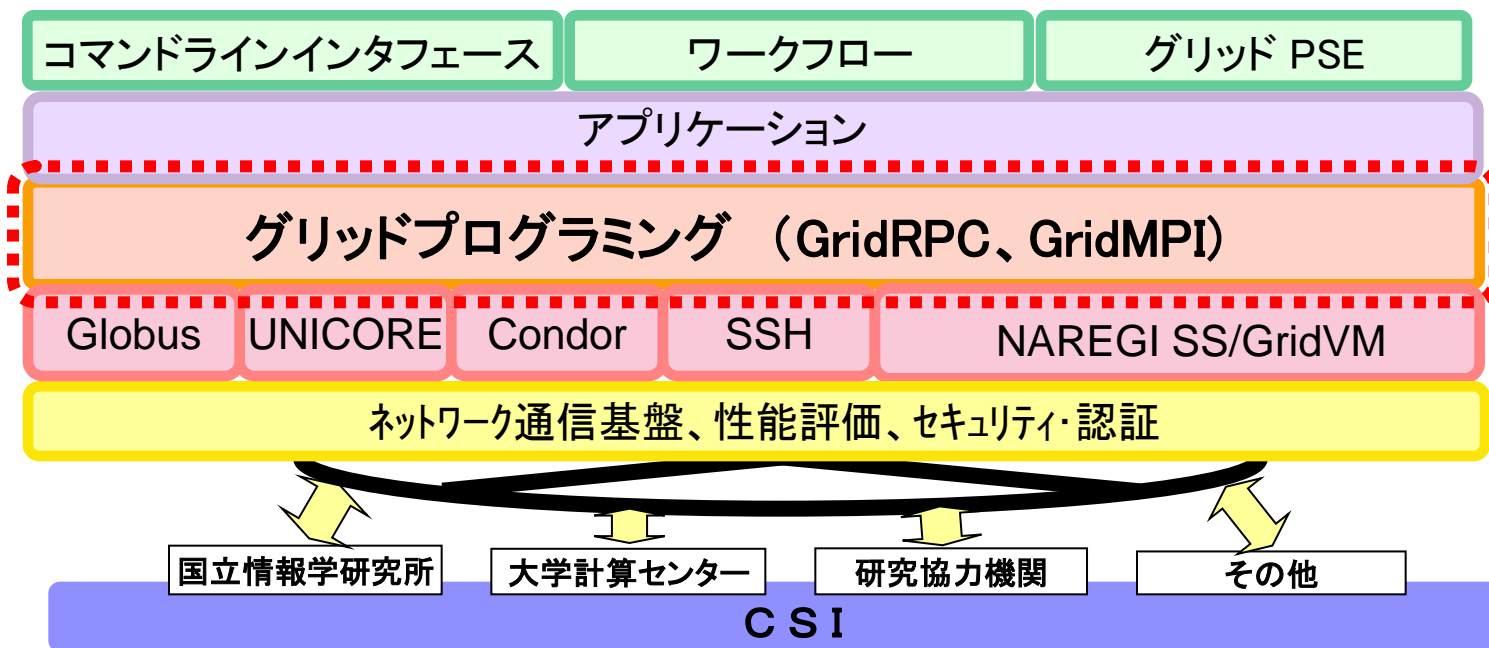 コマンドラインインタフェース ワークフロー グリッド PSE
アプリケーション
グリッドプログラミング （GridRPC、GridMPI）
Globus UNICORE Condor SSH NAREGI SS/GridVM
ネットワーク通信基盤、性能評価、セキュリティ・認証
国立情報学研究所 大学計算センター 研究協力機関 その他
ＣＳＩ